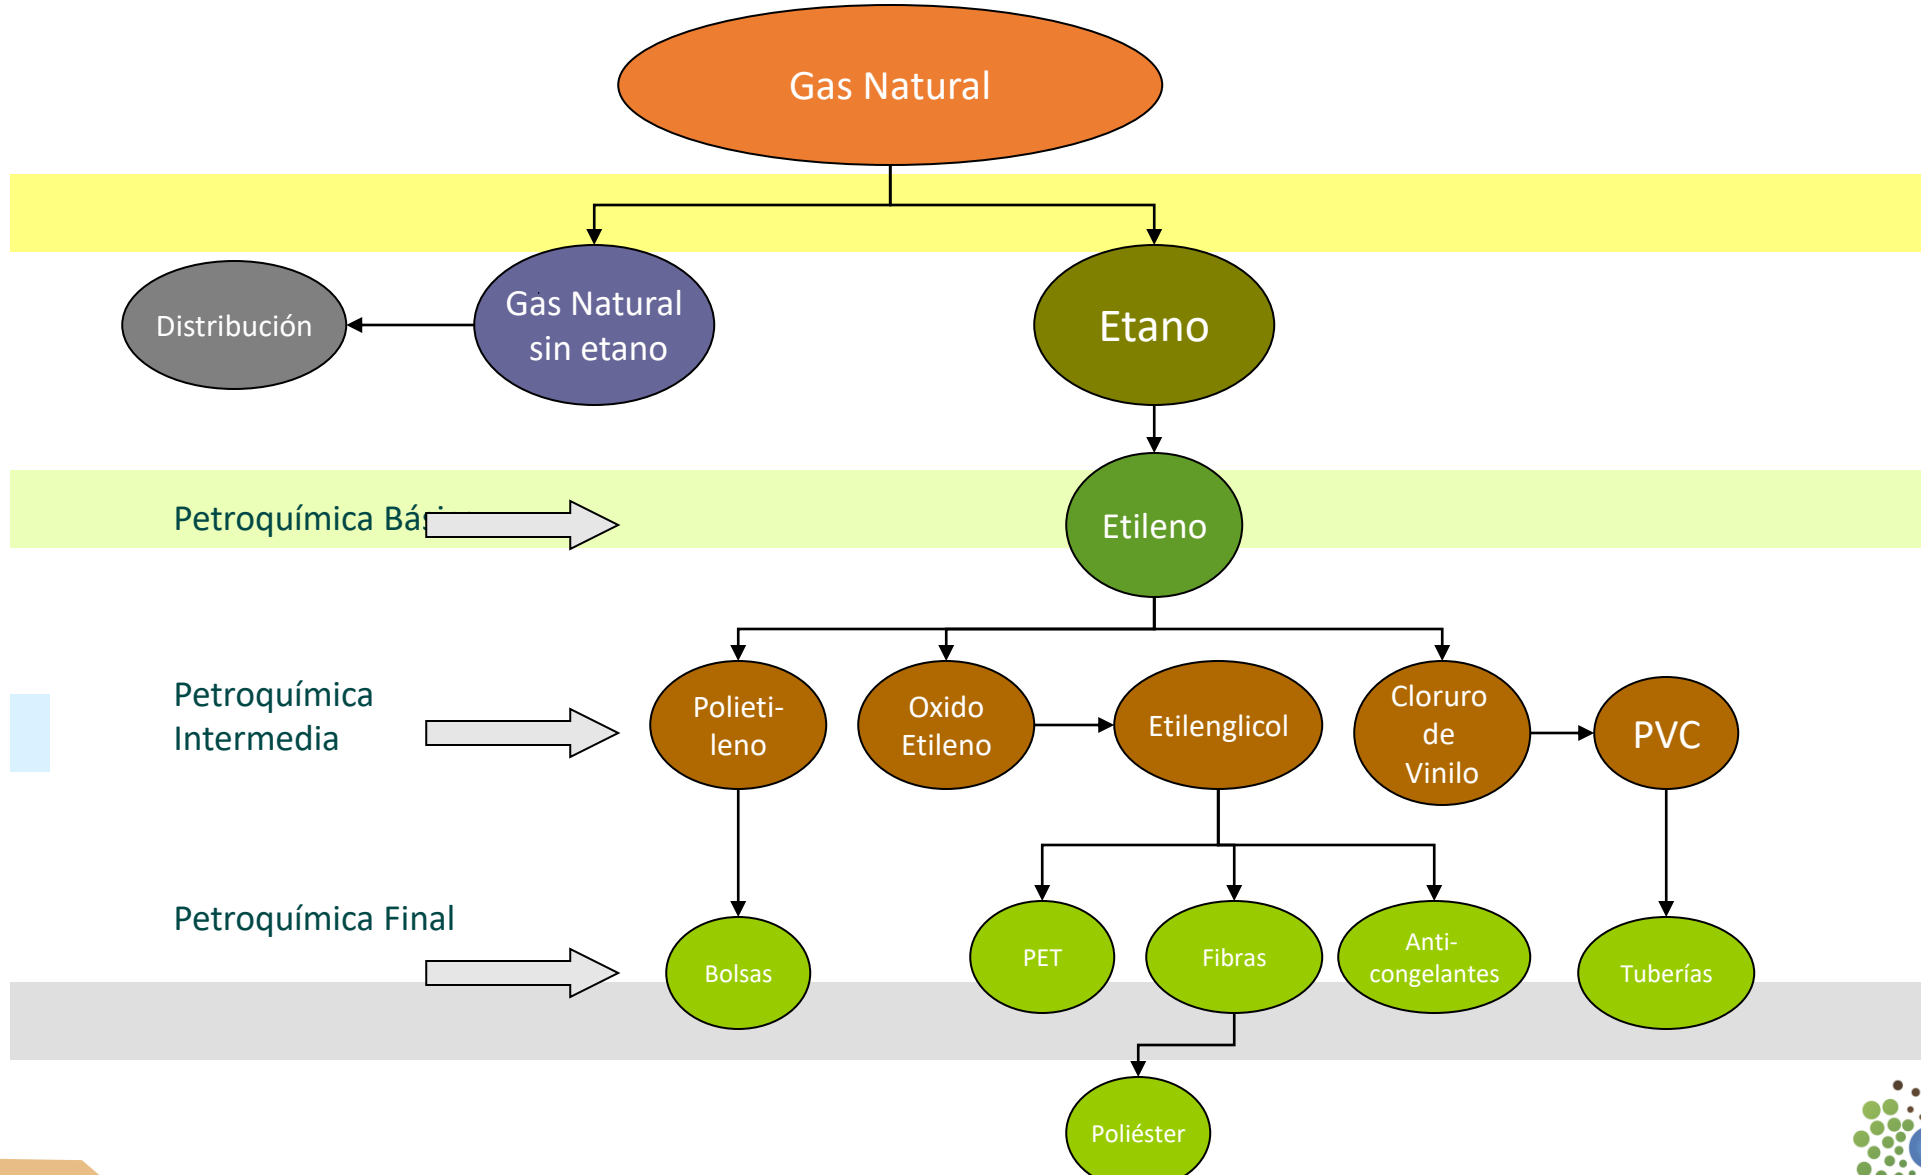 Gas Natural
Distribución
Gas Natural
sin etano
Etano
Petroquímica
Etileno
Petroquímica
Intermedia
Polieti-
leno
Oxido
Etileno
Etilenglicol
Cloruro
de
Vinilo
PVC
Petroquímica Final
Bolsas
PET
Fibras
Anti-
congelantes
Tuberías
Poliéster